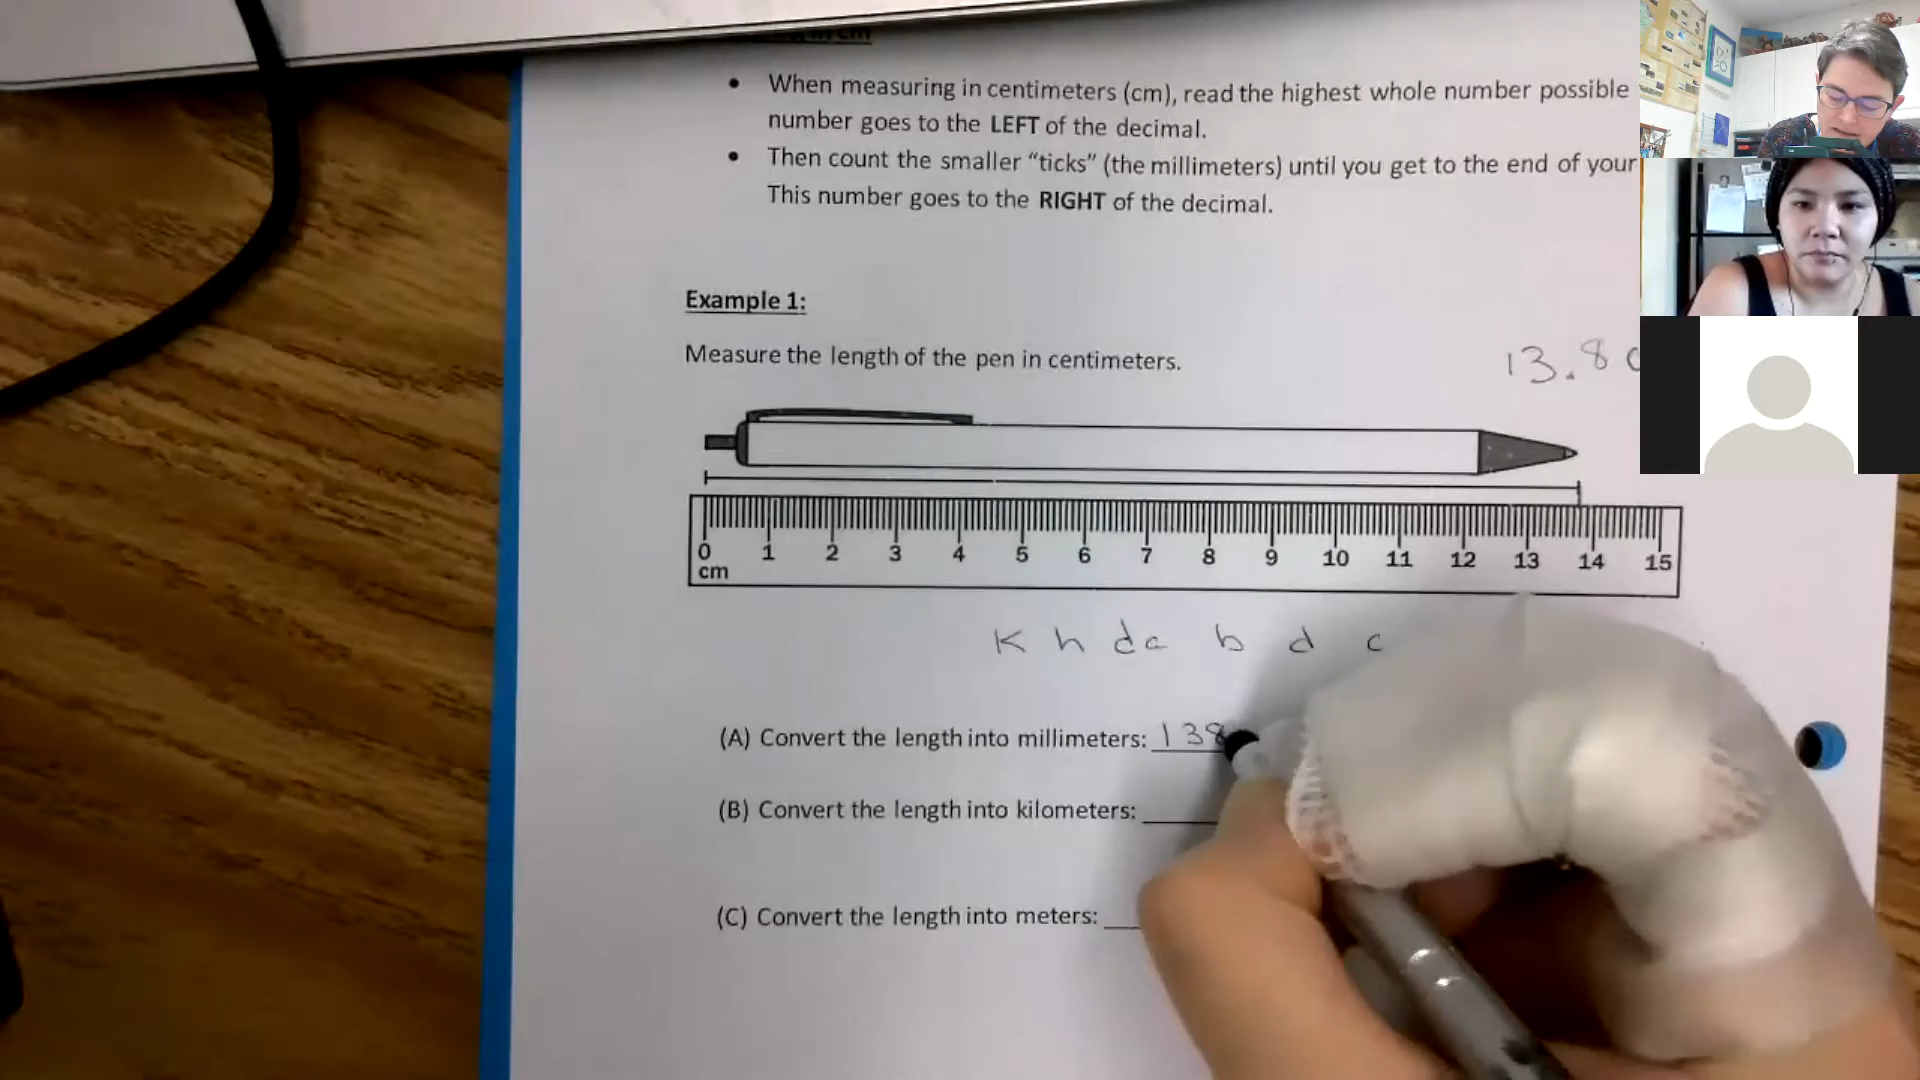 When measuring in centimeters (cm), read the highest whole number possible
number goes to the LEFT of the decimal.
Then count the smaller “ticks” (the millimeters) until you get to the end of your
This number goes to the RIGHT of the decimal.
Example 1:
Measure the length of the pen in centimeters.
13.8 c
0 1 2 3 4 5 6 7 8 9 10 11 12 13 14 15
cm
K h da b d c
(A) Convert the length into millimeters: 138
(B) Convert the length into kilometers:
(C) Convert the length into meters: